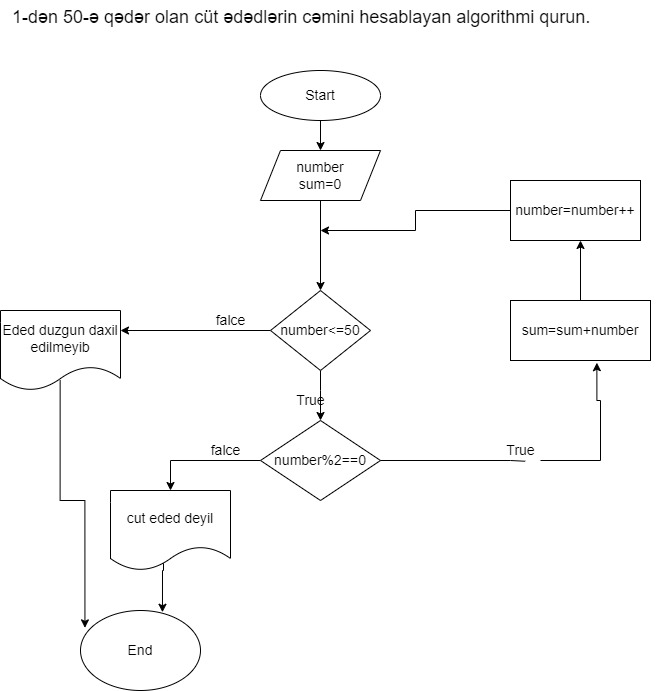 1-dən 50-ə qədər olan cüt ədədlərin cəmini hesablayan algorithmi qurun.
Start
number
sum=0
number=number++
falce
number<=50
Eded duzgun daxil
edilmeyib
sum=sum+number
True
falce
number%2==0
True
cut eded deyil
End